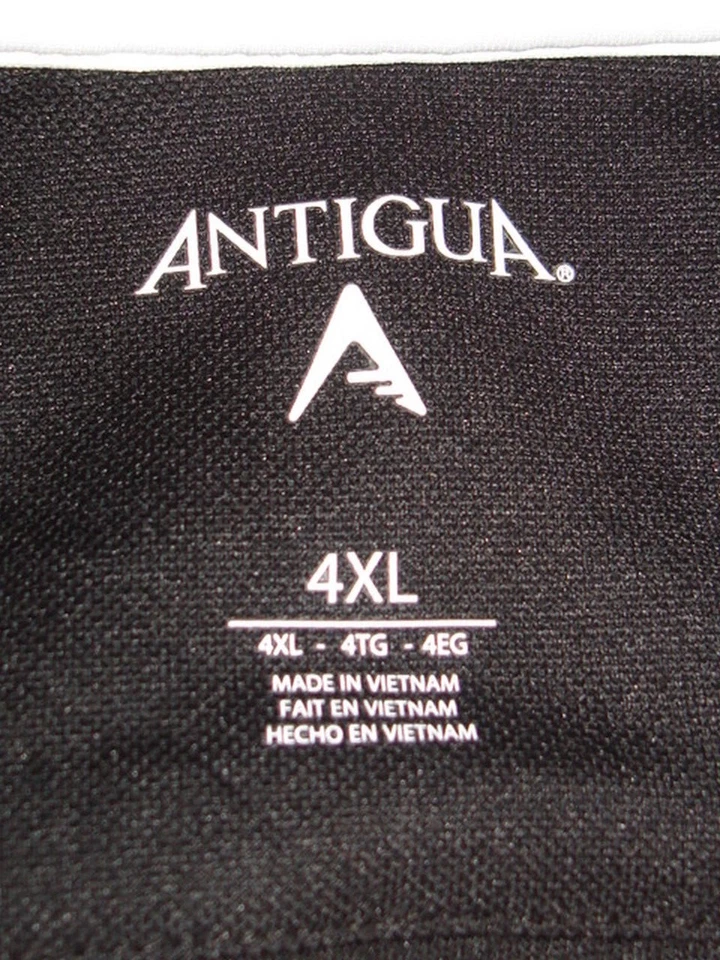 ANTIGUA®
4XL
4XL - 4TG - 4EG
MADE IN VIETNAM
FAIT EN VIETNAM
HECHO EN VIETNAM